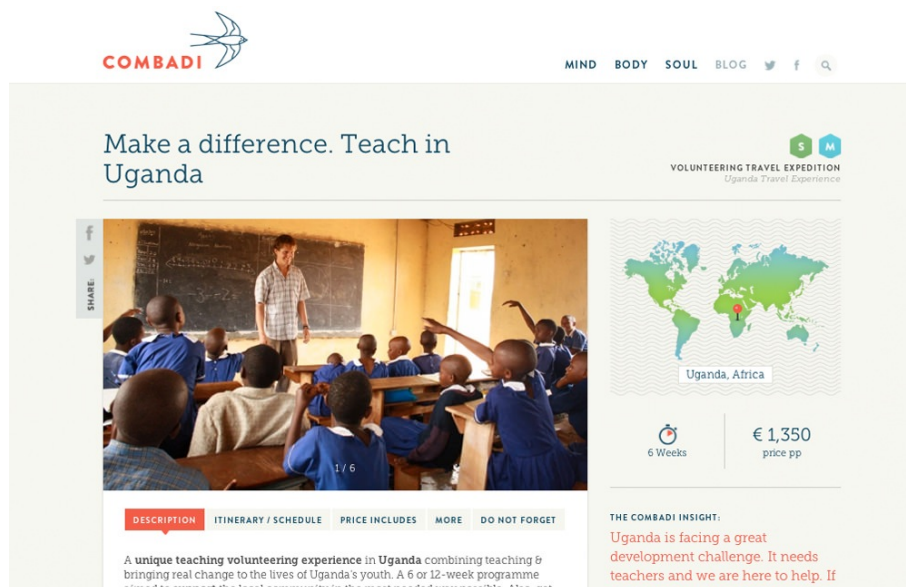 COMBADI
MIND BODY SOUL BLOG
Make a difference. Teach in
Uganda
S M
VOLUNTEERING TRAVEL EXPEDITION
Uganda Travel Experience
SHARE:
1 / 6
Uganda, Africa
6 Weeks
€ 1,350
price pp
DESCRIPTION ITINERARY / SCHEDULE PRICE INCLUDES MORE DO NOT FORGET
THE COMBADI INSIGHT:
Uganda is facing a great
development challenge. It needs
teachers and we are here to help. If
A unique teaching volunteering experience in Uganda combining teaching &
bringing real change to the lives of Uganda's youth. A 6 or 12-week programme